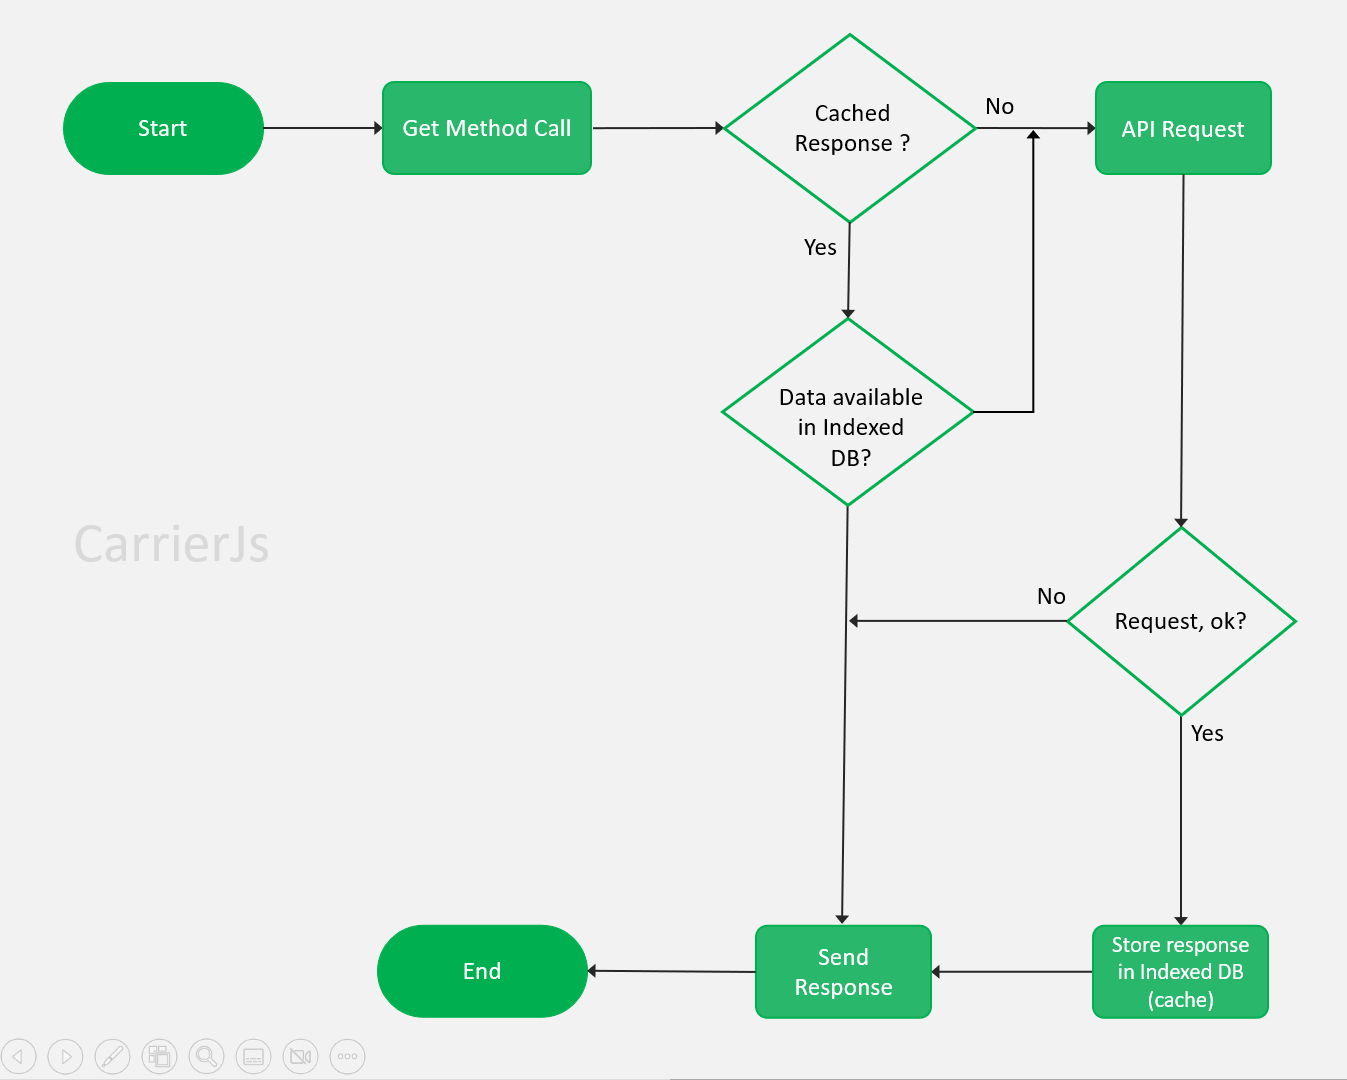 Start
Get Method Call
Cached
Response ?
No
API Request
Yes
Data available
in Indexed
DB?
CarrierJs
No
Request, ok?
Yes
End
Send
Response
Store response
in Indexed DB
(cache)